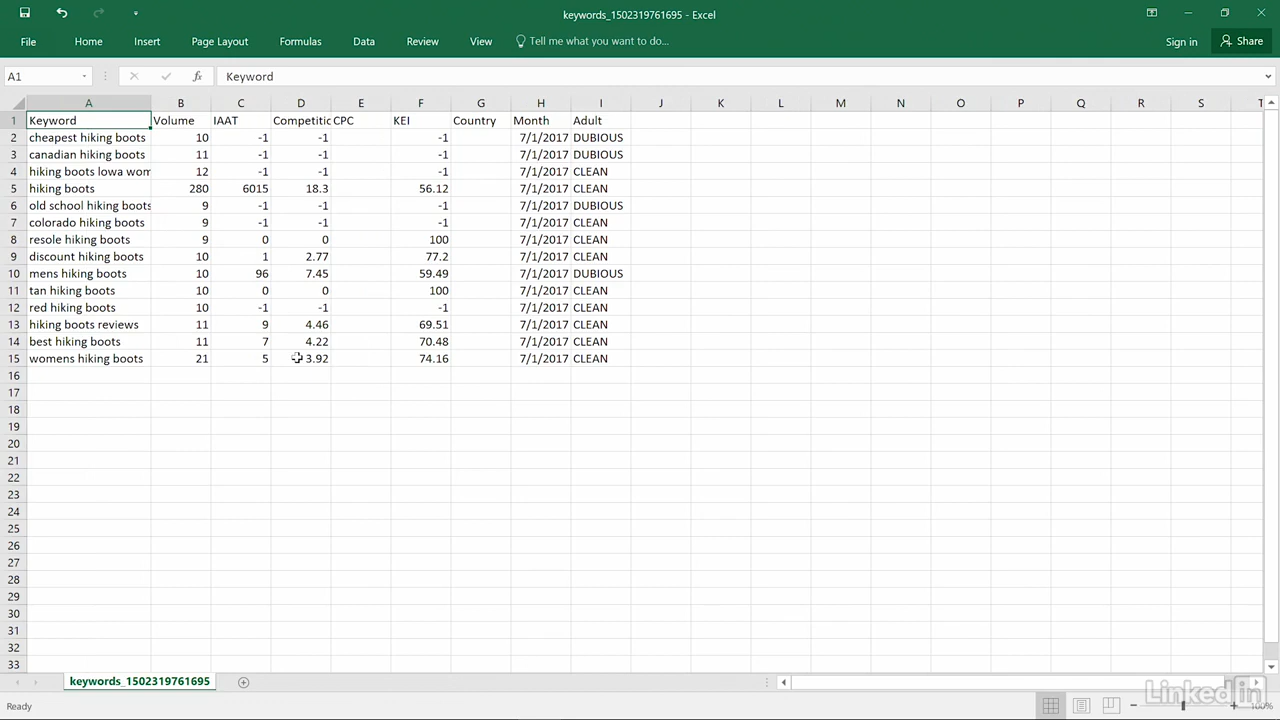 keywords_1502319761695 - Excel
File Home Insert Page Layout Formulas Data Review View Tell me what you want to do... Sign in Share
A1 fx Keyword
A B C D E F G H I J K L M N O P Q R S T
1 Keyword Volume IAAT Competitic CPC KEI Country Month Adult
2 cheapest hiking boots 10 -1 -1 -1 7/1/2017 DUBIOUS
3 canadian hiking boots 11 -1 -1 -1 7/1/2017 DUBIOUS
4 hiking boots lowa wom 12 -1 -1 -1 7/1/2017 CLEAN
5 hiking boots 280 6015 18.3 56.12 7/1/2017 CLEAN
6 old school hiking boots 9 -1 -1 -1 7/1/2017 DUBIOUS
7 colorado hiking boots 9 -1 -1 -1 7/1/2017 CLEAN
8 resole hiking boots 9 0 0 100 7/1/2017 CLEAN
9 discount hiking boots 10 1 2.77 77.2 7/1/2017 CLEAN
10 mens hiking boots 10 96 7.45 59.49 7/1/2017 DUBIOUS
11 tan hiking boots 10 0 0 100 7/1/2017 CLEAN
12 red hiking boots 10 -1 -1 -1 7/1/2017 CLEAN
13 hiking boots reviews 11 9 4.46 69.51 7/1/2017 CLEAN
14 best hiking boots 11 7 4.22 70.48 7/1/2017 CLEAN
15 womens hiking boots 21 5 3.92 74.16 7/1/2017 CLEAN
16
17
18
19
20
21
22
23
24
25
26
27
28
29
30
31
32
33
keywords_1502319761695
Linked in
Ready 100%